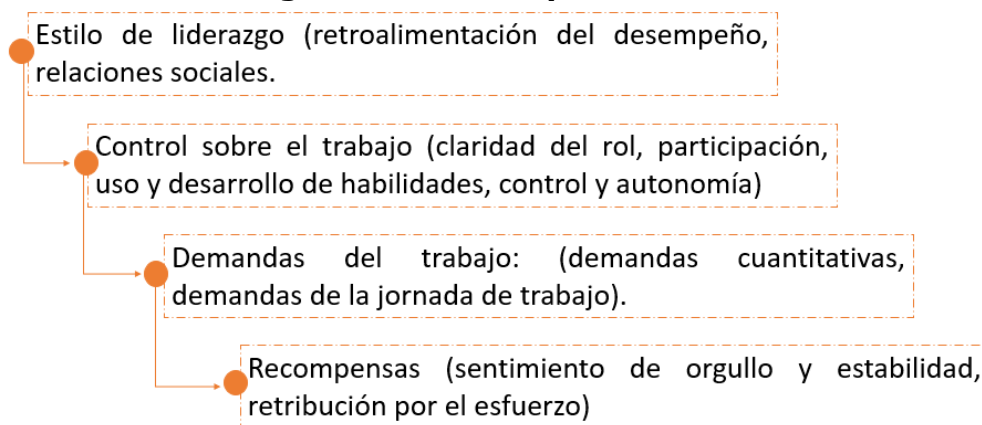 Estilo de liderazgo (retroalimentación del desempeño,
relaciones sociales.
Control sobre el trabajo (claridad del rol, participación,
uso y desarrollo de habilidades, control y autonomía)
Demandas del trabajo: (demandas cuantitativas,
demandas de la jornada de trabajo).
Recompensas (sentimiento de orgullo y estabilidad,
retribución por el esfuerzo)